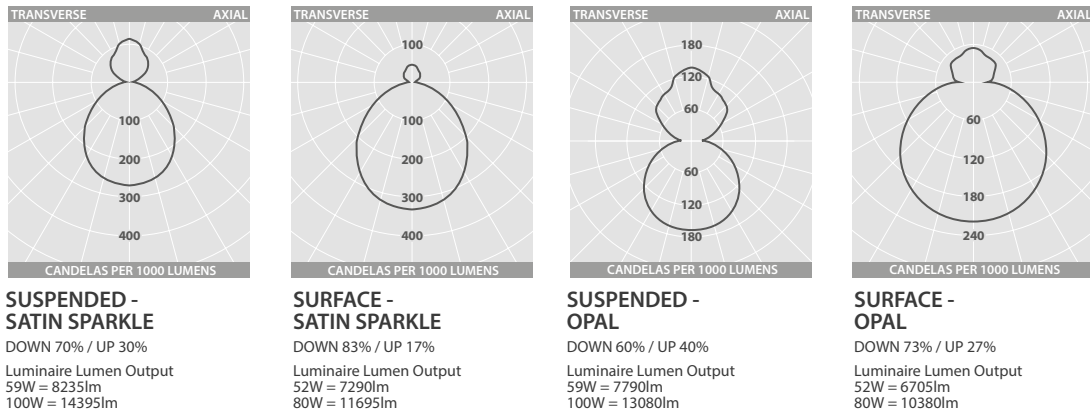 TRANSVERSE AXIAL
100
200
300
400
CANDELAS PER 1000 LUMENS
SUSPENDED -
SATIN SPARKLE
DOWN 70% / UP 30%
Luminaire Lumen Output
59W = 8235lm
100W = 14395lm
TRANSVERSE AXIAL
100
100
200
300
400
CANDELAS PER 1000 LUMENS
SURFACE -
SATIN SPARKLE
DOWN 83% / UP 17%
Luminaire Lumen Output
52W = 7290lm
80W = 11695lm
TRANSVERSE AXIAL
180
120
60
60
120
180
CANDELAS PER 1000 LUMENS
SUSPENDED -
OPAL
DOWN 60% / UP 40%
Luminaire Lumen Output
59W = 7790lm
100W = 13080lm
TRANSVERSE AXIAL
60
120
180
240
CANDELAS PER 1000 LUMENS
SURFACE -
OPAL
DOWN 73% / UP 27%
Luminaire Lumen Output
52W = 6705lm
80W = 10380lm